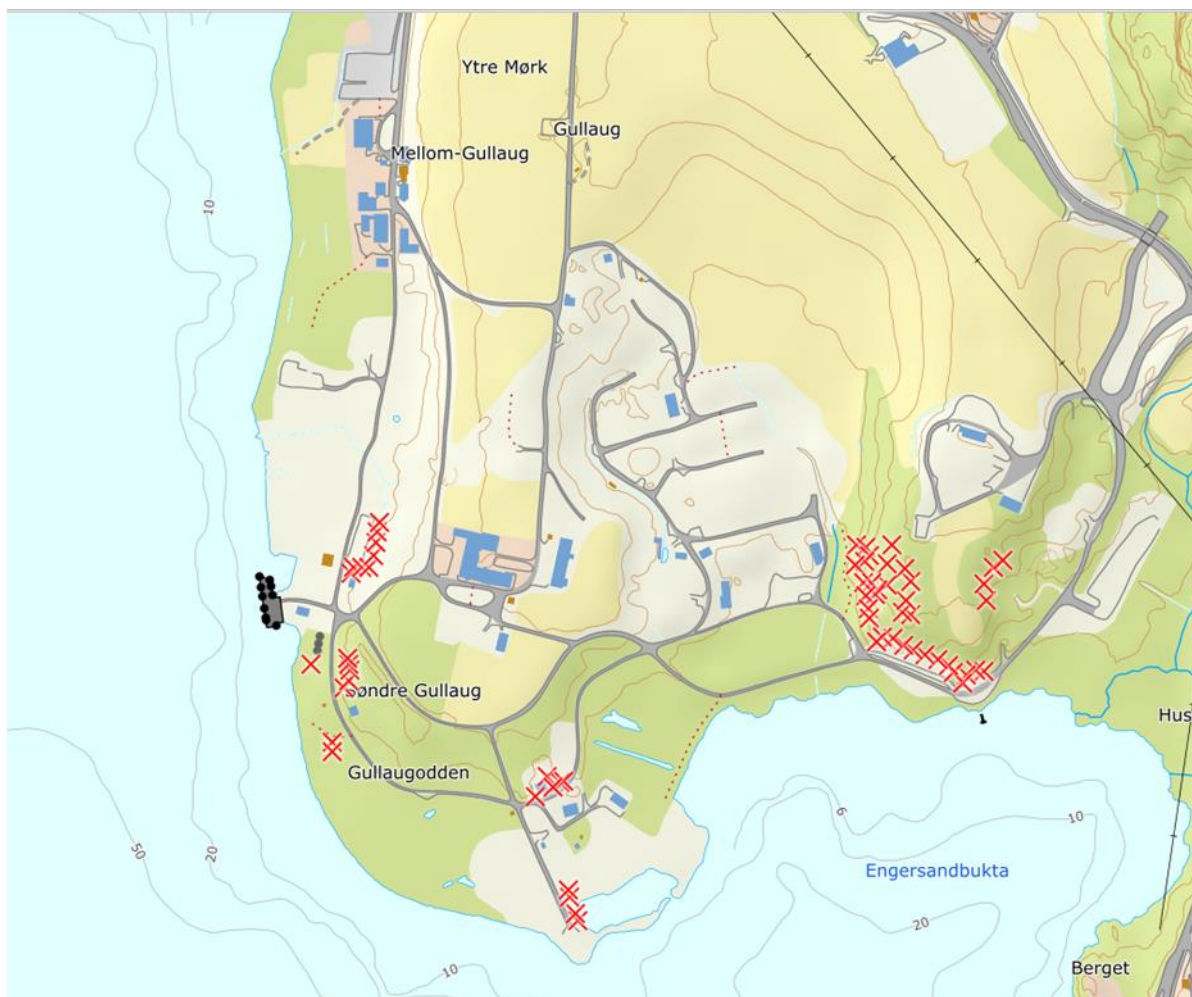 Ytre Mørk
Gullaug
Mellom-Gullaug
10
Søndre Gullaug
Hus
Gullaugodden
6
10
50
20
Engersandbukta
20
10
Berget